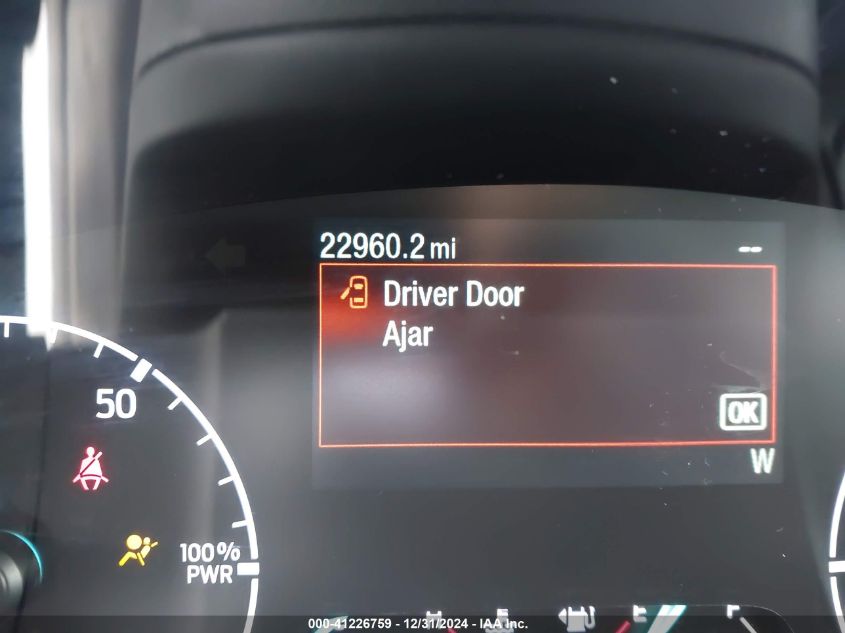 22960.2 mi --
Driver Door
Ajar
OK
W
50
100%
PWR
H
E
F
000-41226759 - 12/31/2024 - IAA Inc.